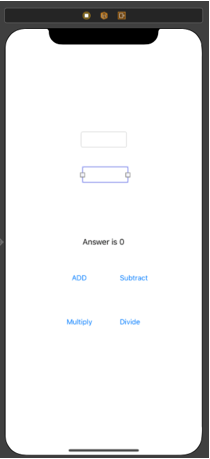 Answer is 0
ADD Subtract
Multiply Divide